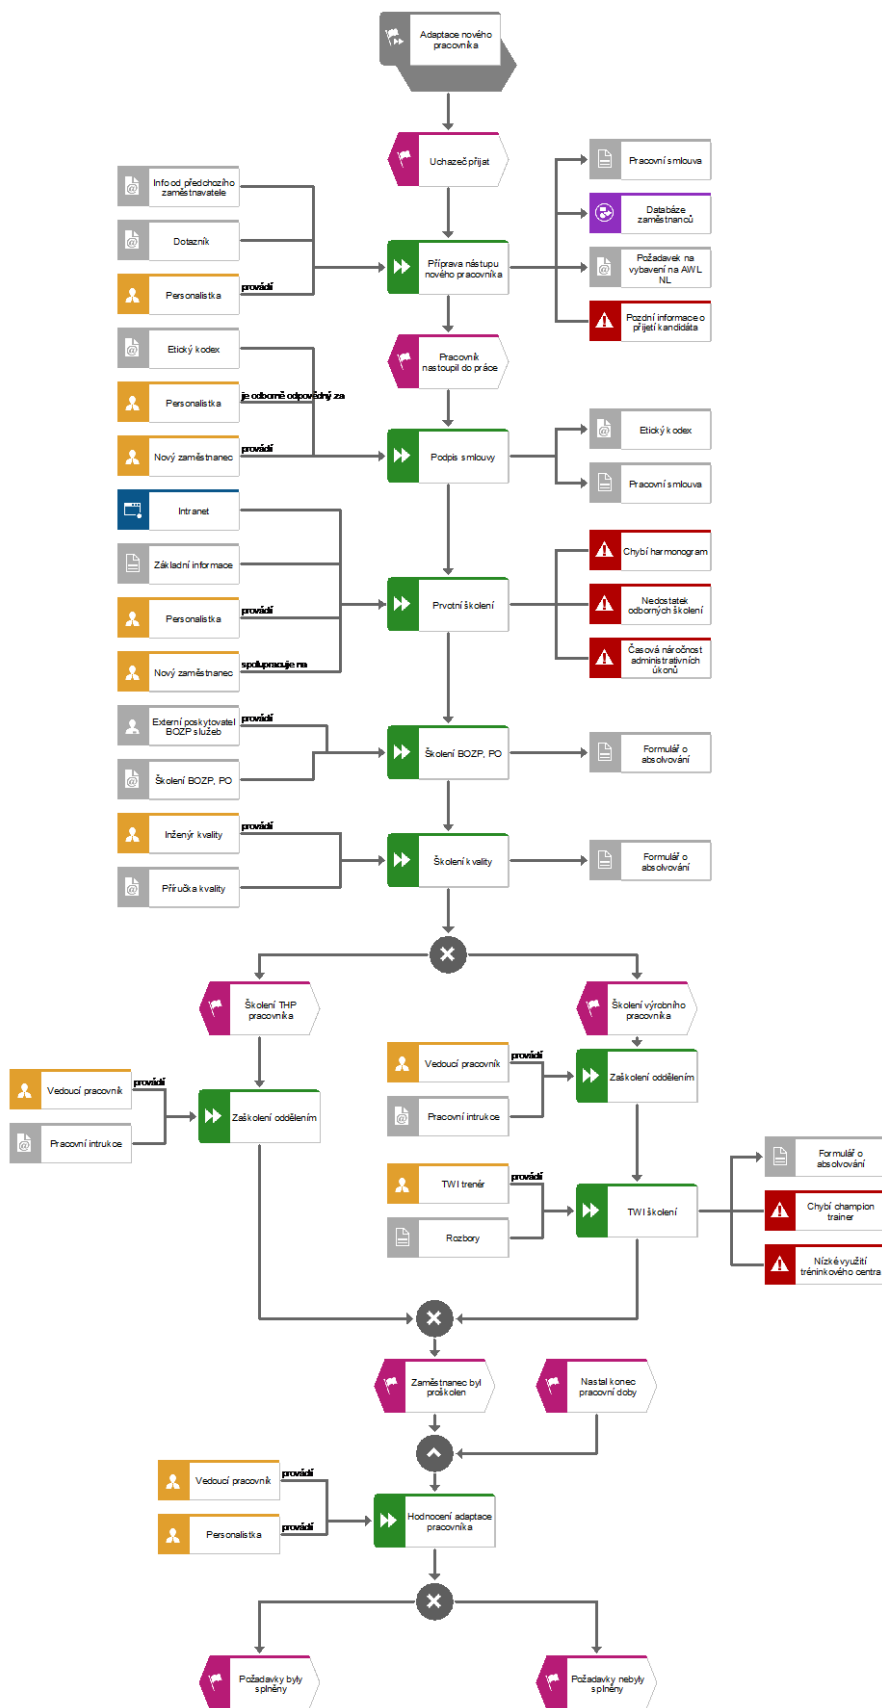 Adaptace nového
pracovníka
Uchazeč přijat
Info od předchozího
zaměstnavatele
Pracovní smlouva
Dotazník
Databáze
zaměstnanců
Příprava nástupu
nového pracovníka
Požadavek na
vybavení na AWL
NL
Personalistka
provádí
Pozdní informace o
přijetí kandidáta
Etický kodex
Pracovník
nastoupil do práce
Personalistka
je odborně odpovědný za
Etický kodex
Nový zaměstnanec
provádí
Podpis smlouvy
Pracovní smlouva
Intranet
Chybí harmonogram
Základní informace
Personalistka
provádí
Prvotní školení
Nedostatek
odborných školení
Nový zaměstnanec
spolupracuje na
Časová náročnost
administrativních
úkonů
Externí poskytovatel
BOZP služeb
provádí
Školení BOZP, PO
Školení BOZP, PO
Formulář o
absolvování
Inženýr kvality
provádí
Příručka kvality
Školení kvality
Formulář o
absolvování
Školení THP
pracovníka
Školení výrobního
pracovníka
Vedoucí pracovník
provádí
Pracovní intrukce
Zaškolení oddělením
Vedoucí pracovník
provádí
Pracovní intrukce
Zaškolení oddělením
TWI trenér
provádí
Rozbory
TWI školení
Formulář o
absolvování
Chybí champion
trainer
Nízké využití
tréninkového centra
Zaměstnanec byl
proškolen
Nastal konec
pracovní doby
Vedoucí pracovník
provádí
Personalistka
provádí
Hodnocení adaptace
pracovníka
Požadavky byly
splněny
Požadavky nebyly
splněny